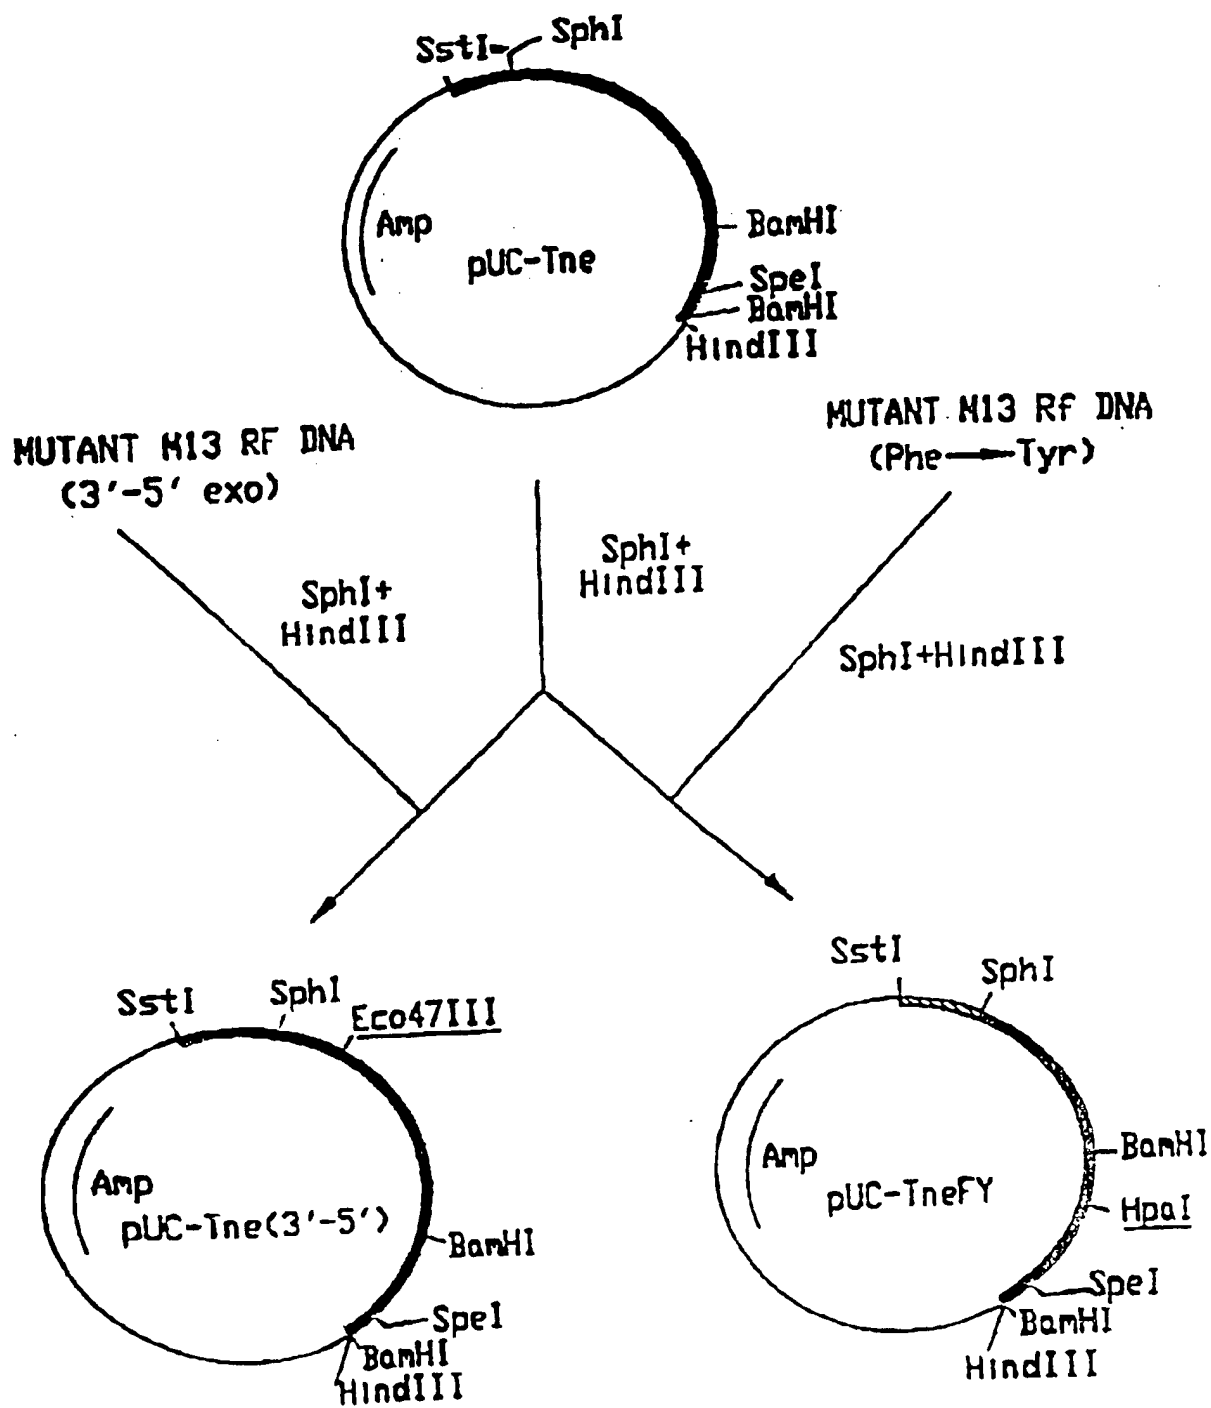 SstI
SphI
Amp
pUC-Tne
BamHI
SpeI
BamHI
HindIII
MUTANT M13 RF DNA
(3'-5' exo)
MUTANT M13 Rf DNA
(Phe→Tyr)
SphI+
HindIII
SphI+
HindIII
SphI+HindIII
SstI
SphI
Eco47III
Amp
pUC-Tne(3'-5')
BamHI
SpeI
BamHI
HindIII
SstI
SphI
Amp
pUC-TneFY
BamHI
HpaI
SpeI
BamHI
HindIII